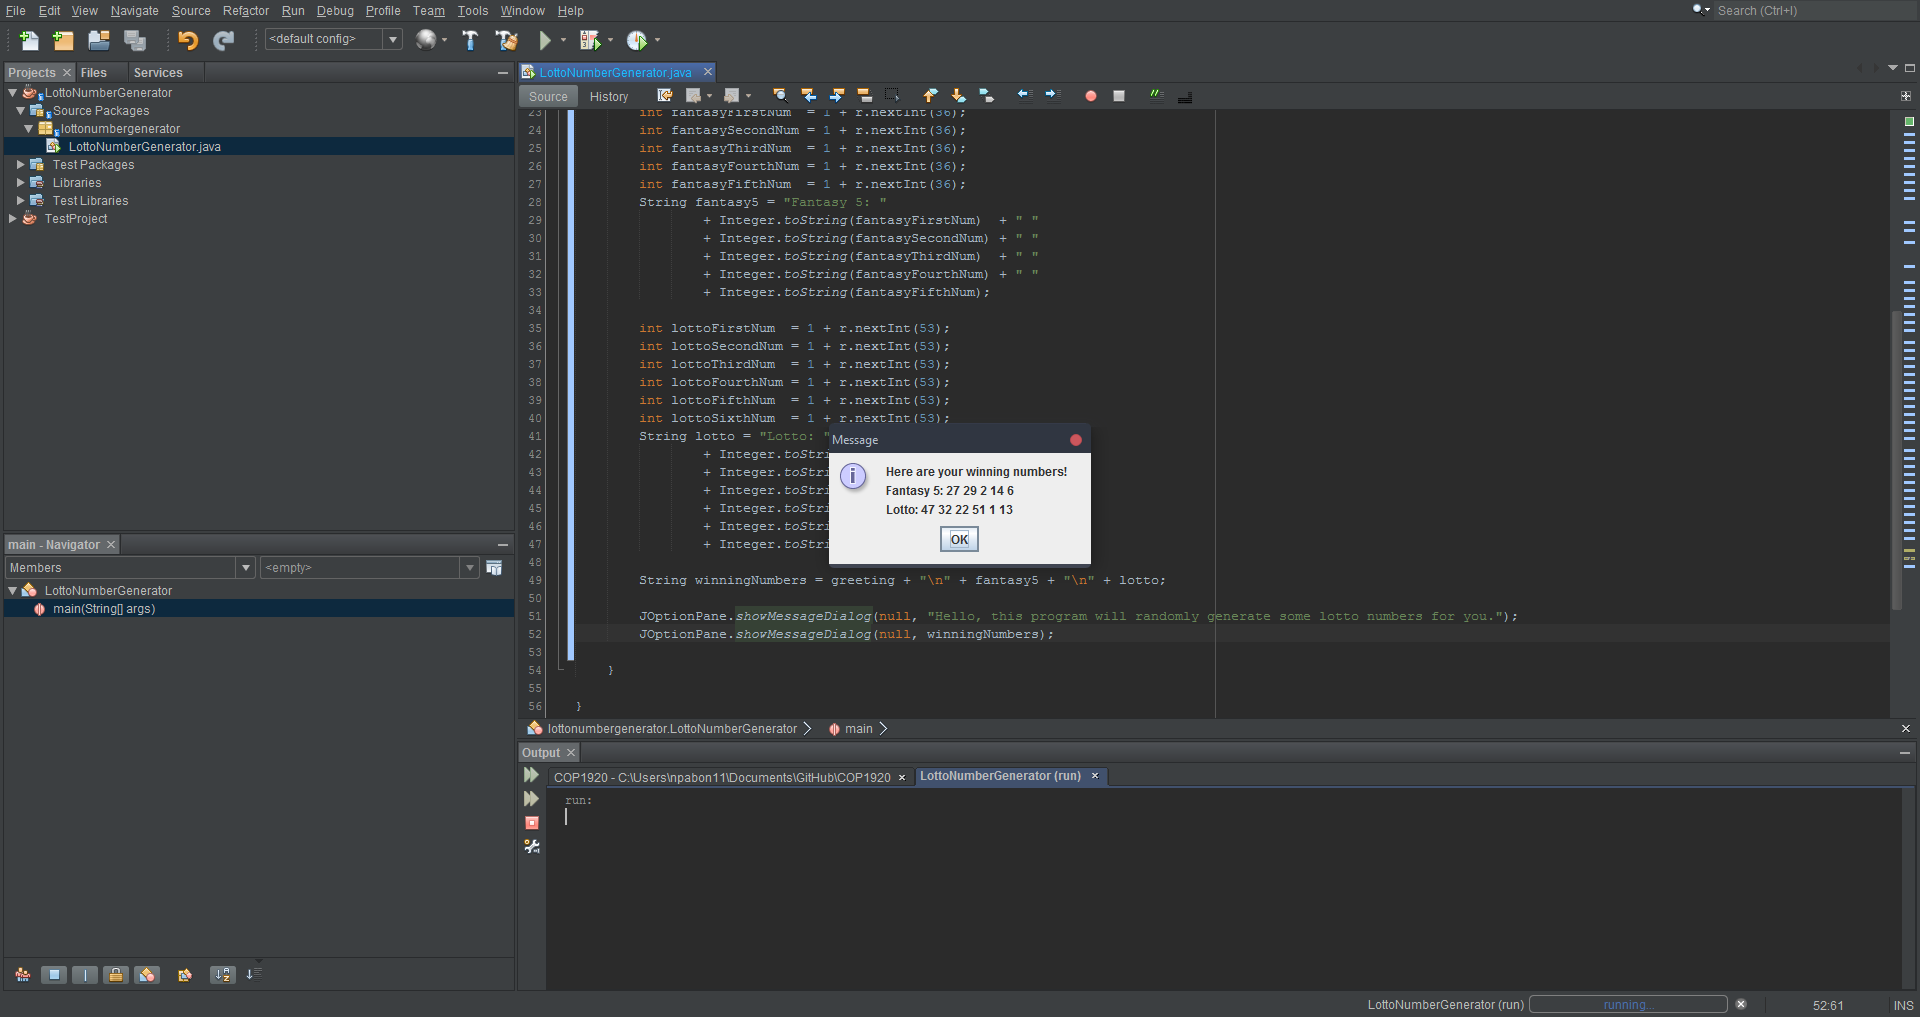 File Edit View Navigate Source Refactor Run Debug Profile Team Tools Window Help
Search (Ctrl+I)
<default config>
Projects Files Services
LottoNumberGenerator
Source Packages
lottonumbergenerator
LottoNumberGenerator.java
Test Packages
Libraries
Test Libraries
TestProject
main - Navigator
Members <empty>
LottoNumberGenerator
main(String[] args)
LottoNumberGenerator.java
Source History
23 int fantasyFirstNum = 1 + r.nextInt(36);
24 int fantasySecondNum = 1 + r.nextInt(36);
25 int fantasyThirdNum = 1 + r.nextInt(36);
26 int fantasyFourthNum = 1 + r.nextInt(36);
27 int fantasyFifthNum = 1 + r.nextInt(36);
28 String fantasy5 = "Fantasy 5: "
29 + Integer.toString(fantasyFirstNum) + " "
30 + Integer.toString(fantasySecondNum) + " "
31 + Integer.toString(fantasyThirdNum) + " "
32 + Integer.toString(fantasyFourthNum) + " "
33 + Integer.toString(fantasyFifthNum);
34
35 int lottoFirstNum = 1 + r.nextInt(53);
36 int lottoSecondNum = 1 + r.nextInt(53);
37 int lottoThirdNum = 1 + r.nextInt(53);
38 int lottoFourthNum = 1 + r.nextInt(53);
39 int lottoFifthNum = 1 + r.nextInt(53);
40 int lottoSixthNum = 1 + r.nextInt(53);
41 String lotto = "Lotto: "
42 + Integer.toStri
43 + Integer.toStri
44 + Integer.toStri
45 + Integer.toStri
46 + Integer.toStri
47 + Integer.toStri
48
49 String winningNumbers = greeting + "\n" + fantasy5 + "\n" + lotto;
50
51 JOptionPane.showMessageDialog(null, "Hello, this program will randomly generate some lotto numbers for you.");
52 JOptionPane.showMessageDialog(null, winningNumbers);
53
54 }
55
56 }
Message
Here are your winning numbers!
Fantasy 5: 27 29 2 14 6
Lotto: 47 32 22 51 1 13
OK
lottonumbergenerator.LottoNumberGenerator main
Output
COP1920 - C:\Users\npabon11\Documents\GitHub\COP1920 LottoNumberGenerator (run)
run:
LottoNumberGenerator (run) running... 52:61 INS